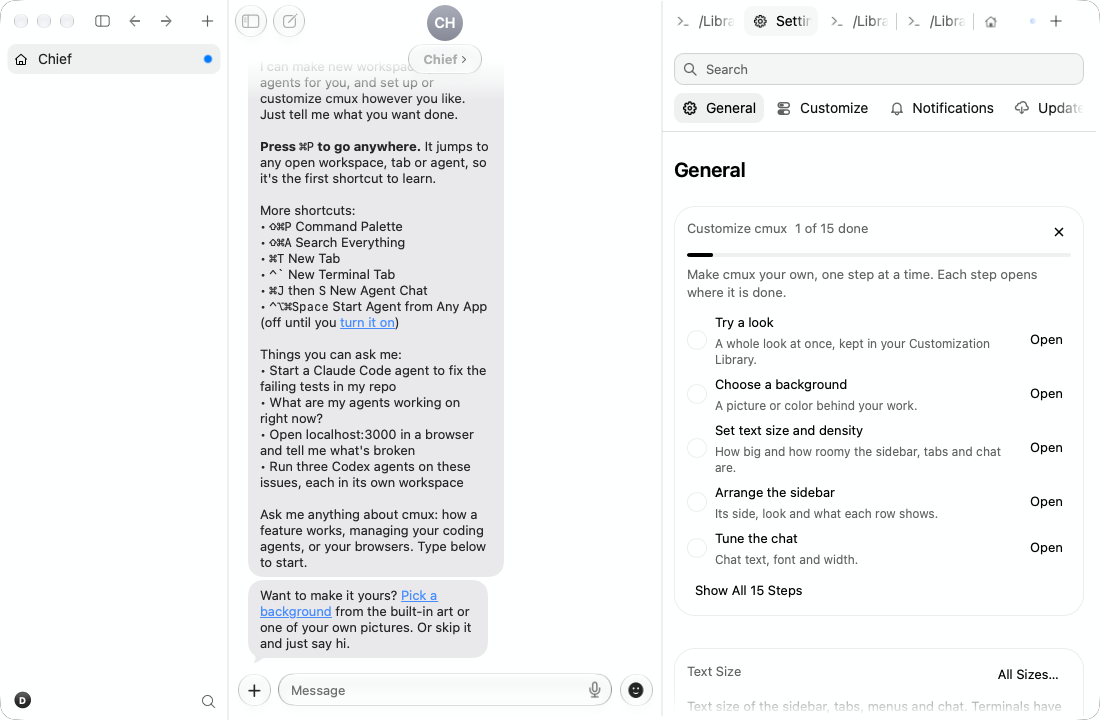 Chief
D
CH
Chief
I can make new workspaces
agents for you, and set up or
customize cmux however you like.
Just tell me what you want done.
Press ⌘P to go anywhere. It jumps to
any open workspace, tab or agent, so
it's the first shortcut to learn.
More shortcuts:
• ⇧⌘P Command Palette
• ⇧⌘A Search Everything
• ⌘T New Tab
• ^` New Terminal Tab
• ⌘J then S New Agent Chat
• ^⌥⌘Space Start Agent from Any App
(off until you turn it on)
Things you can ask me:
• Start a Claude Code agent to fix the
failing tests in my repo
• What are my agents working on
right now?
• Open localhost:3000 in a browser
and tell me what's broken
• Run three Codex agents on these
issues, each in its own workspace
Ask me anything about cmux: how a
feature works, managing your coding
agents, or your browsers. Type below
to start.
Want to make it yours? Pick a
background from the built-in art or
one of your own pictures. Or skip it
and just say hi.
Message
/Libra Settin /Libra /Libra
Search
General Customize Notifications Update
General
Customize cmux 1 of 15 done
Make cmux your own, one step at a time. Each step opens
where it is done.
Try a look
A whole look at once, kept in your Customization
Library.
Open
Choose a background
A picture or color behind your work.
Open
Set text size and density
How big and how roomy the sidebar, tabs and chat
are.
Open
Arrange the sidebar
Its side, look and what each row shows.
Open
Tune the chat
Chat text, font and width.
Open
Show All 15 Steps
Text Size
All Sizes...
Text size of the sidebar, tabs, menus and chat. Terminals have